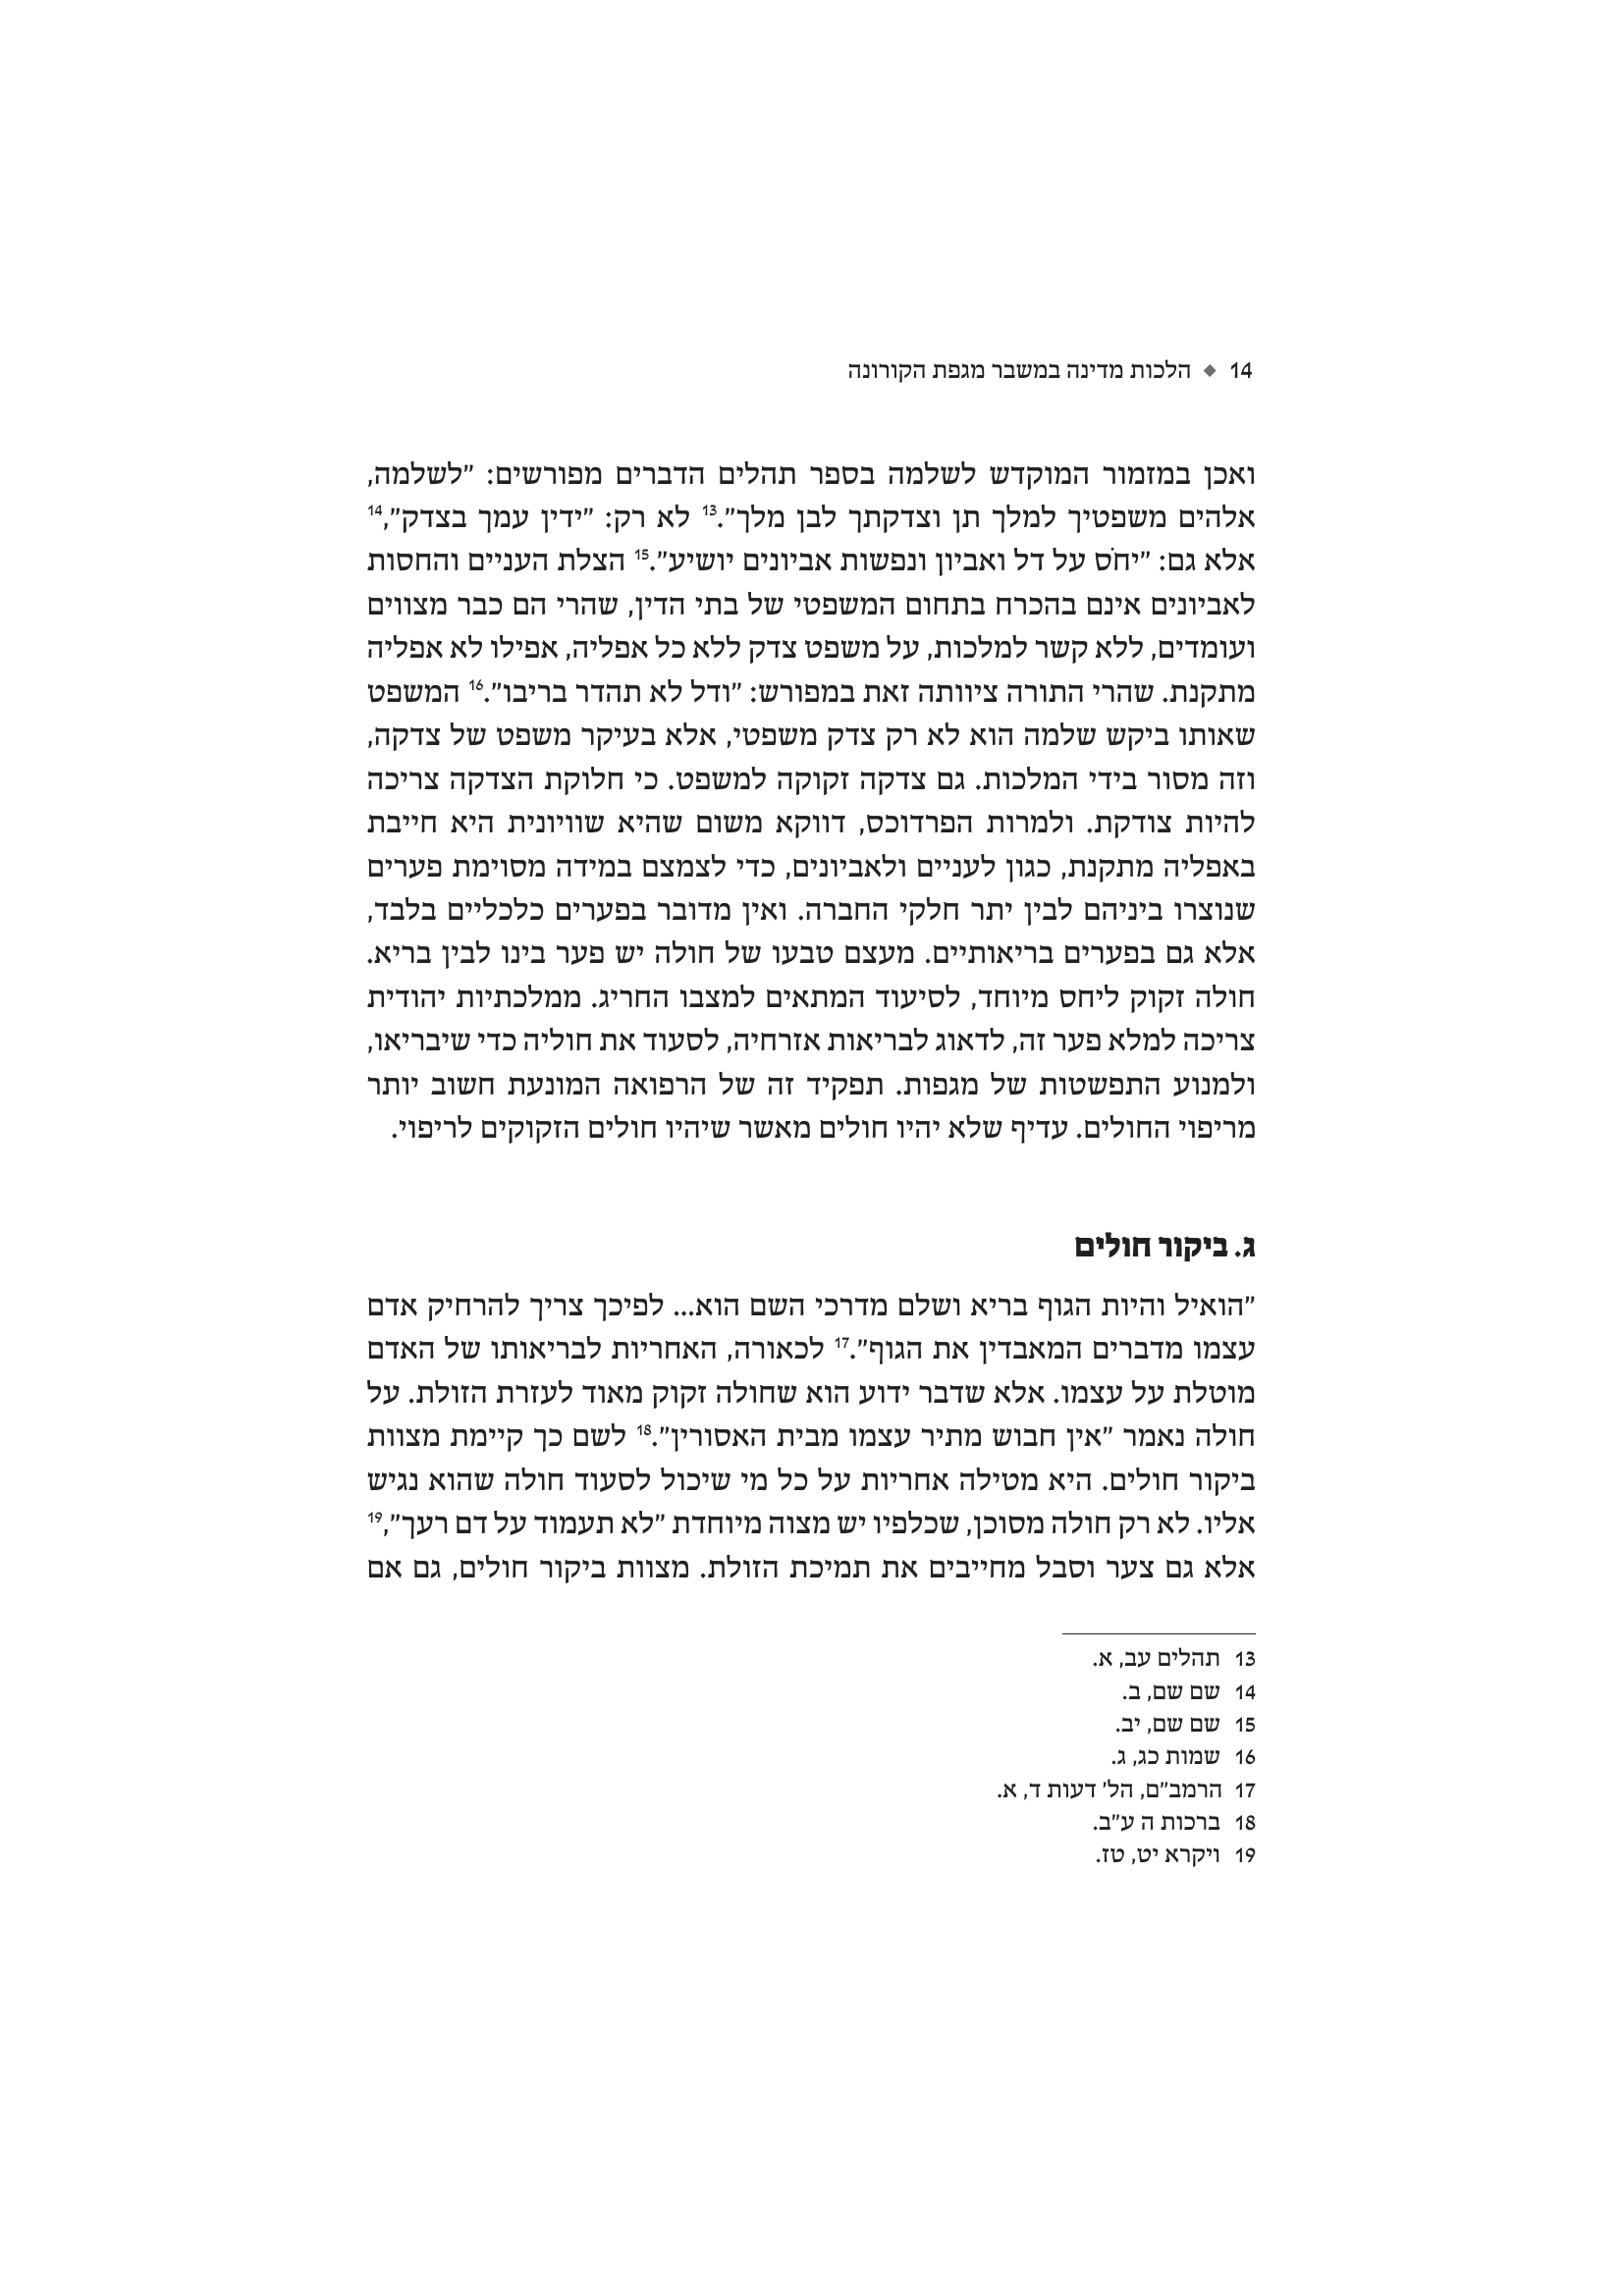 14 ◆ הלכות מדינה במשבר מגפת הקורונה
ואכן במזמור המוקדש לשלמה בספר תהלים הדברים מפורשים: "לשלמה,
אלהים משפטיך למלך תן וצדקתך לבן מלך".13 לא רק: "ידין עמך בצדק",14
אלא גם: "יחֹס על דל ואביון ונפשות אביונים יושיע".15 הצלת העניים והחסות
לאביונים אינם בהכרח בתחום המשפטי של בתי הדין, שהרי הם כבר מצווים
ועומדים, ללא קשר למלכות, על משפט צדק ללא כל אפליה, אפילו לא אפליה
מתקנת. שהרי התורה ציוותה זאת במפורש: "ודל לא תהדר בריבו".16 המשפט
שאותו ביקש שלמה הוא לא רק צדק משפטי, אלא בעיקר משפט של צדקה,
וזה מסור בידי המלכות. גם צדקה זקוקה למשפט. כי חלוקת הצדקה צריכה
להיות צודקת. ולמרות הפרדוכס, דווקא משום שהיא שוויונית היא חייבת
באפליה מתקנת, כגון לעניים ולאביונים, כדי לצמצם במידה מסוימת פערים
שנוצרו ביניהם לבין יתר חלקי החברה. ואין מדובר בפערים כלכליים בלבד,
אלא גם בפערים בריאותיים. מעצם טבעו של חולה יש פער בינו לבין בריא.
חולה זקוק ליחס מיוחד, לסיעוד המתאים למצבו החריג. ממלכתיות יהודית
צריכה למלא פער זה, לדאוג לבריאות אזרחיה, לסעוד את חוליה כדי שיבריאו,
ולמנוע התפשטות של מגפות. תפקיד זה של הרפואה המונעת חשוב יותר
מריפוי החולים. עדיף שלא יהיו חולים מאשר שיהיו חולים הזקוקים לריפוי.
ג. ביקור חולים
"הואיל והיות הגוף בריא ושלם מדרכי השם הוא... לפיכך צריך להרחיק אדם
עצמו מדברים המאבדין את הגוף".17 לכאורה, האחריות לבריאותו של האדם
מוטלת על עצמו. אלא שדבר ידוע הוא שחולה זקוק מאוד לעזרת הזולת. על
חולה נאמר "אין חבוש מתיר עצמו מבית האסורין".18 לשם כך קיימת מצוות
ביקור חולים. היא מטילה אחריות על כל מי שיכול לסעוד חולה שהוא נגיש
אליו. לא רק חולה מסוכן, שכלפיו יש מצוה מיוחדת "לא תעמוד על דם רעך",19
אלא גם צער וסבל מחייבים את תמיכת הזולת. מצוות ביקור חולים, גם אם
13 תהלים עב, א.
14 שם שם, ב.
15 שם שם, יב.
16 שמות כג, ג.
17 הרמב"ם, הל' דעות ד, א.
18 ברכות ה ע"ב.
19 ויקרא יט, טז.